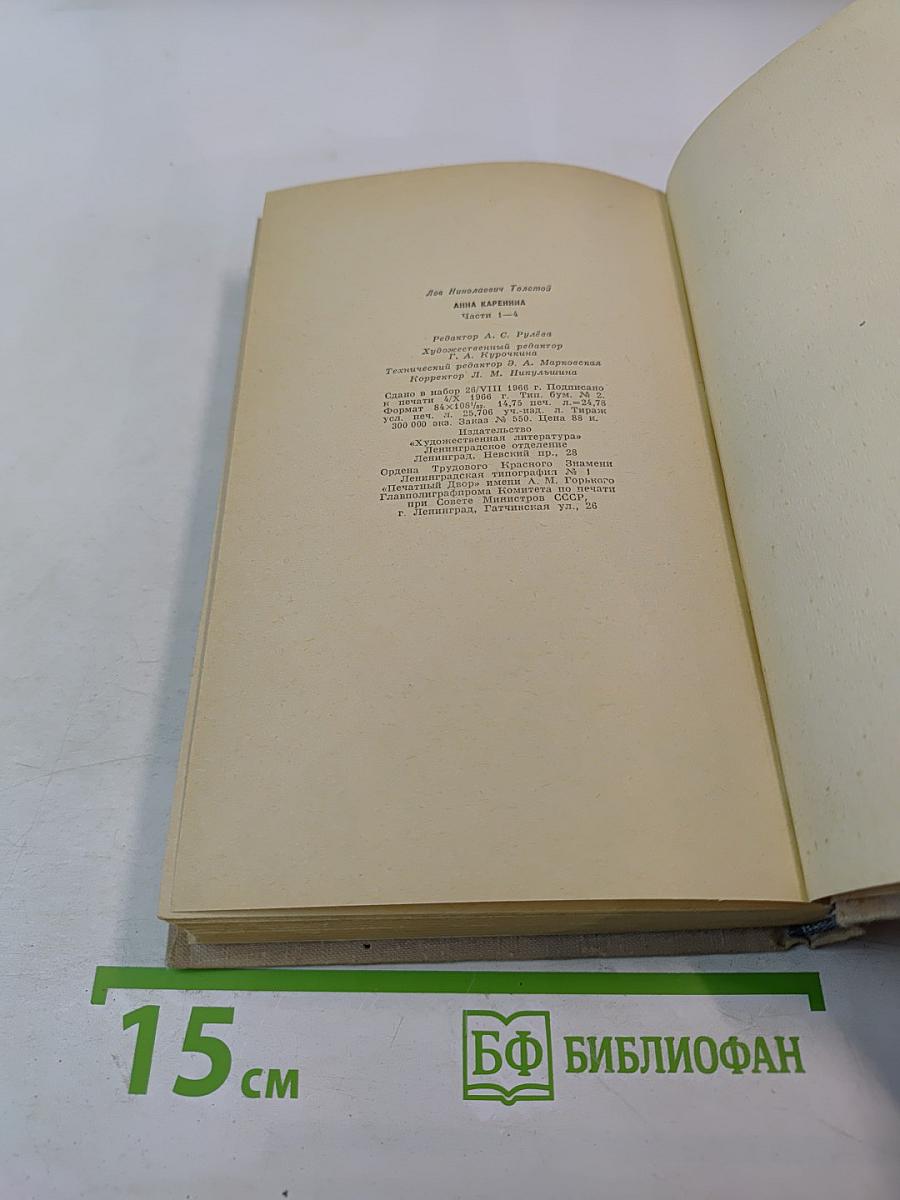 Лев Николаевич Толстой
АННА КАРЕНИНА
Части 1—4
Редактор А. С. Рулёва
Художественный редактор
Г. А. Курочкина
Технический редактор Э. А. Марковская
Корректор Л. М. Никульшина
Сдано в набор 26/VIII 1966 г. Подписано
к печати 4/X 1966 г. Тип. бум. № 2.
Формат 84×108¹/₃₂. 14,75 печ. л.=24,78
усл. печ. л. 25,706 уч.-изд. л. Тираж
300 000 экз. Заказ № 550. Цена 88 к.
Издательство
«Художественная литература»
Ленинградское отделение
Ленинград, Невский пр., 28
Ордена Трудового Красного Знамени
Ленинградская типография № 1
«Печатный Двор» имени А. М. Горького
Главполиграфпрома Комитета по печати
при Совете Министров СССР,
г. Ленинград, Гатчинская ул., 26
15 см
БФ БИБЛИОФАН